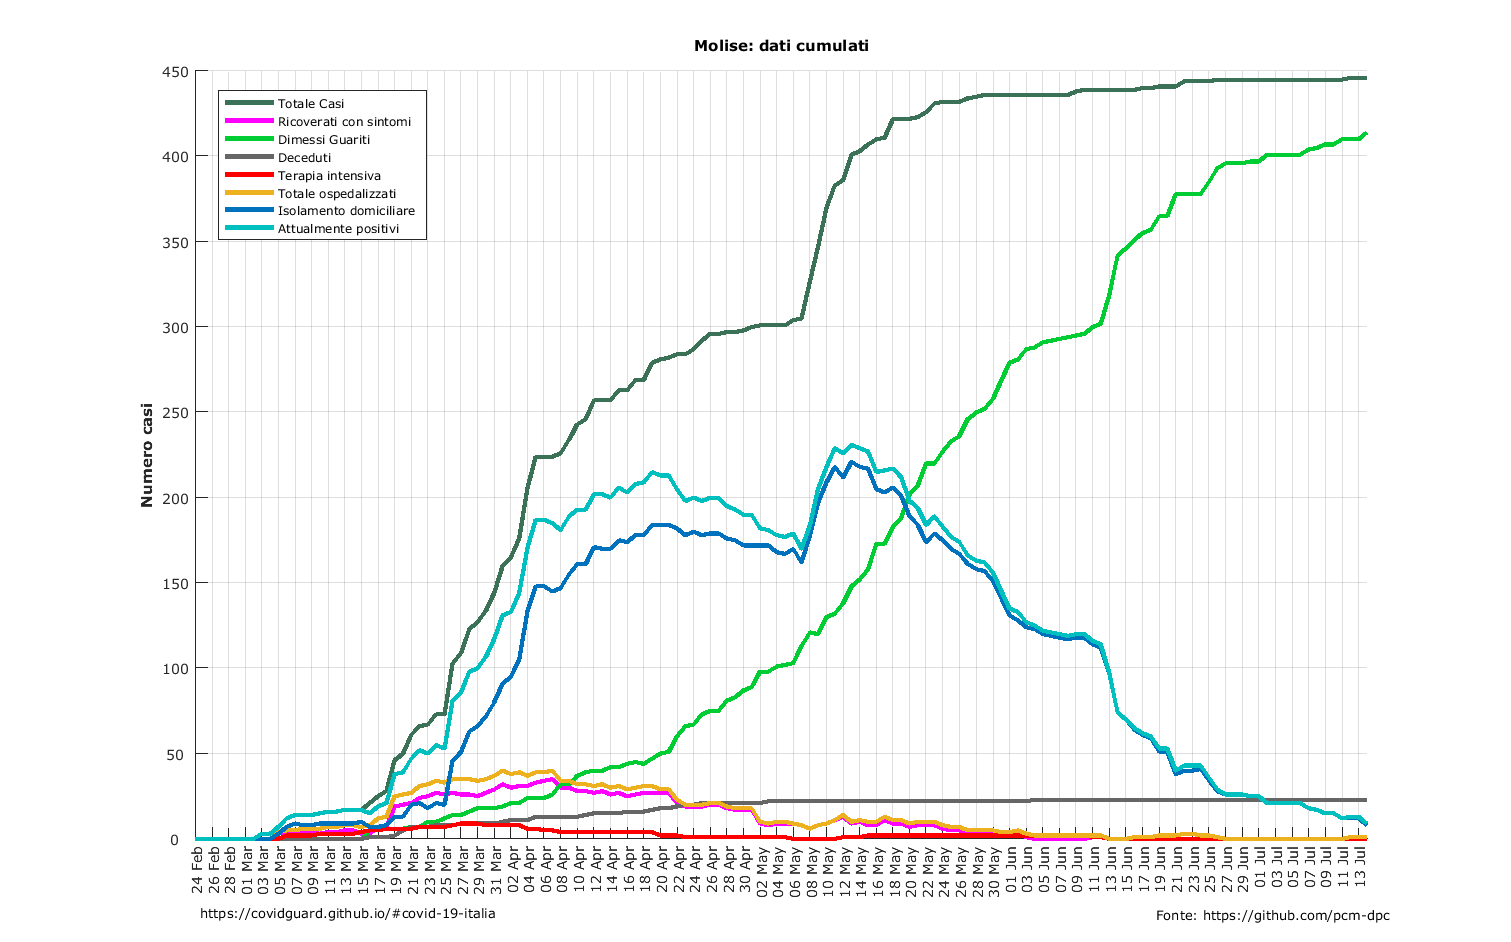 Molise: dati cumulati
450
400
350
300
250
200
150
100
50
0
Numero casi
Totale Casi
Ricoverati con sintomi
Dimessi Guariti
Deceduti
Terapia intensiva
Totale ospedalizzati
Isolamento domiciliare
Attualmente positivi
24 Feb
26 Feb
28 Feb
01 Mar
03 Mar
05 Mar
07 Mar
09 Mar
11 Mar
13 Mar
15 Mar
17 Mar
19 Mar
21 Mar
23 Mar
25 Mar
27 Mar
29 Mar
31 Mar
02 Apr
04 Apr
06 Apr
08 Apr
10 Apr
12 Apr
14 Apr
16 Apr
18 Apr
20 Apr
22 Apr
24 Apr
26 Apr
28 Apr
30 Apr
02 May
04 May
06 May
08 May
10 May
12 May
14 May
16 May
18 May
20 May
22 May
24 May
26 May
28 May
30 May
01 Jun
03 Jun
05 Jun
07 Jun
09 Jun
11 Jun
13 Jun
15 Jun
17 Jun
19 Jun
21 Jun
23 Jun
25 Jun
27 Jun
29 Jun
01 Jul
03 Jul
05 Jul
07 Jul
09 Jul
11 Jul
13 Jul
https://covidguard.github.io/#covid-19-italia
Fonte: https://github.com/pcm-dpc